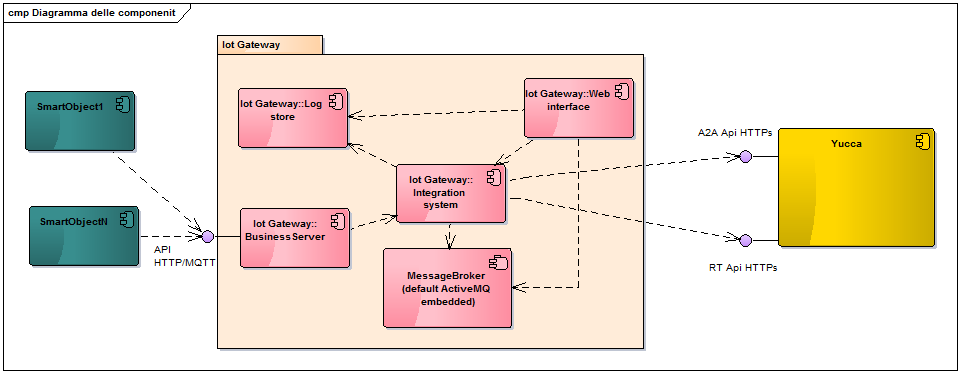 cmp Diagramma delle componenit
Iot Gateway
SmartObject1
Iot Gateway::Log
store
Iot Gateway::Web
interface
A2A Api HTTPs
Yucca
Iot Gateway::
Integration
system
SmartObjectN
Iot Gateway::
BusinessServer
API
HTTP/MQTT
MessageBroker
(default ActiveMQ
embedded)
RT Api HTTPs